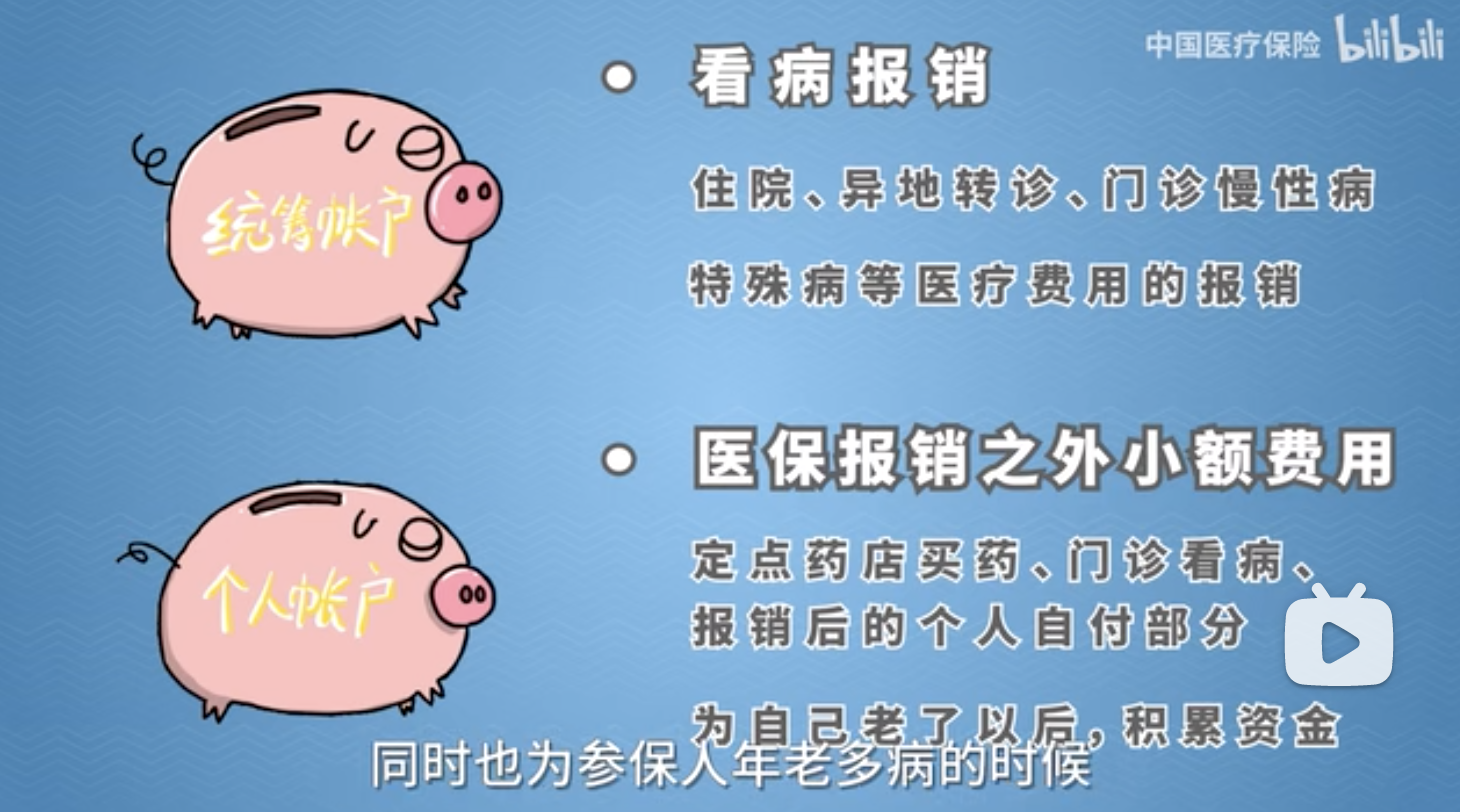 中国医疗保险 bilibili
看病报销
住院、异地转诊、门诊慢性病
特殊病等医疗费用的报销
统筹帐户
医保报销之外小额费用
定点药店买药、门诊看病、
报销后的个人自付部分
个人帐户
为自己老了以后，积累资金
同时也为参保人年老多病的时候